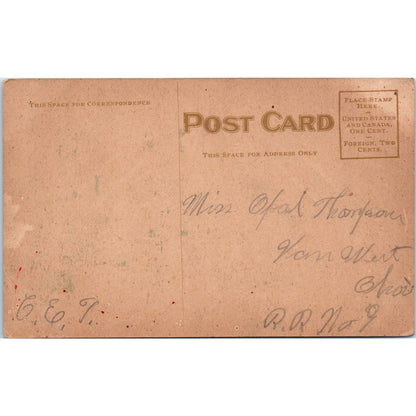 THIS SPACE FOR CORRESPONDENCE
POST CARD
THIS SPACE FOR ADDRESS ONLY
PLACE STAMP
HERE
UNITED STATES
AND CANADA,
ONE CENT.
FOREIGN, TWO
CENTS.
Miss Opal Thompson
Van Wert
Ohio
R.R No 9
C.E.T.